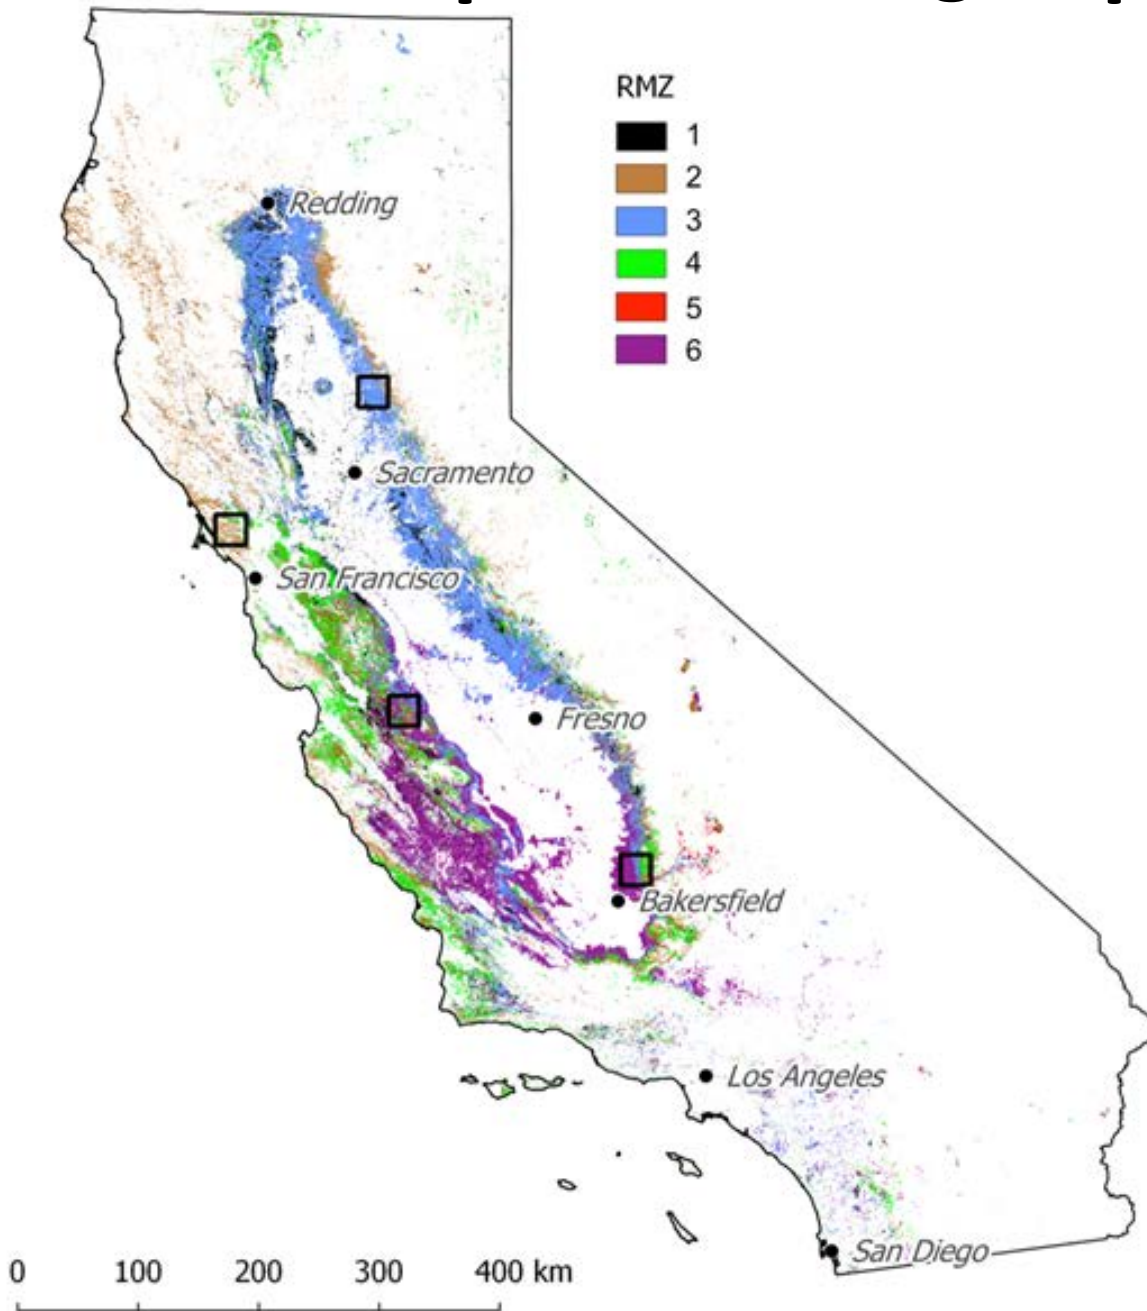 RMZ
1
2
3
4
5
6
Redding
Sacramento
San Francisco
Fresno
Bakersfield
Los Angeles
San Diego
0 100 200 300 400 km